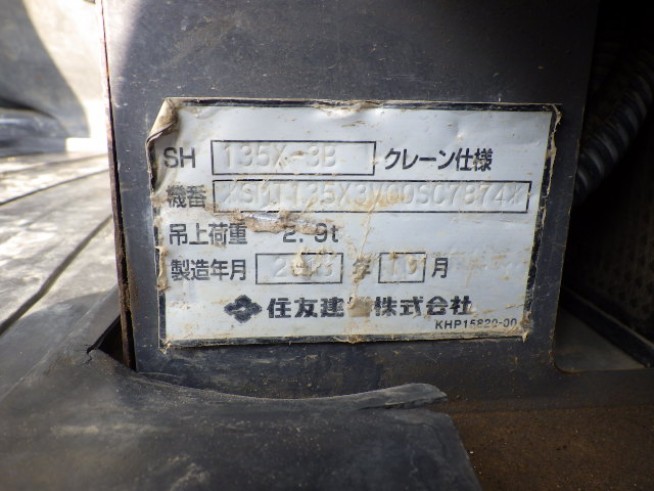 SH 135X-3B クレーン仕様
機番
吊上荷重 2.9t
製造年月 年 10 月
住友建機株式会社
KHP15820-00